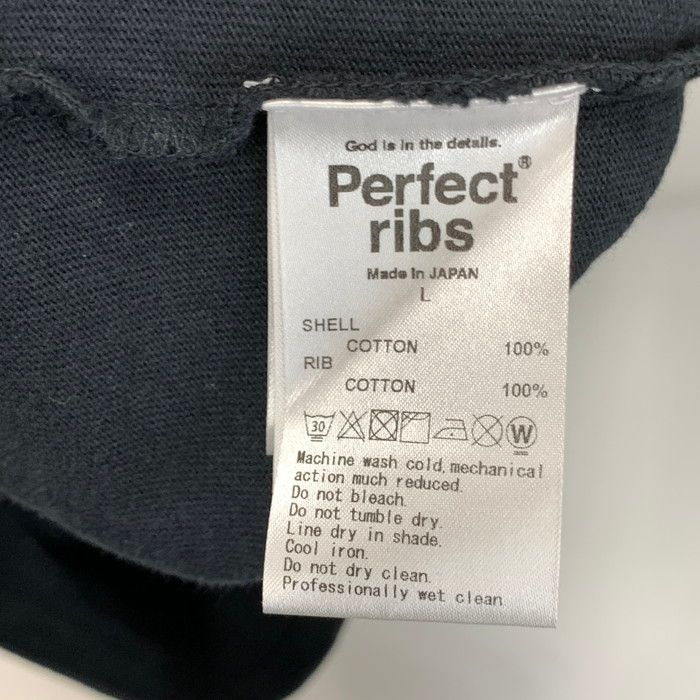 God is in the details.
Perfect®
ribs
Made in JAPAN
L
SHELL
COTTON 100%
RIB
COTTON 100%
30 W
Machine wash cold, mechanical
action much reduced.
Do not bleach.
Do not tumble dry.
Line dry in shade.
Cool iron.
Do not dry clean.
Professionally wet clean.